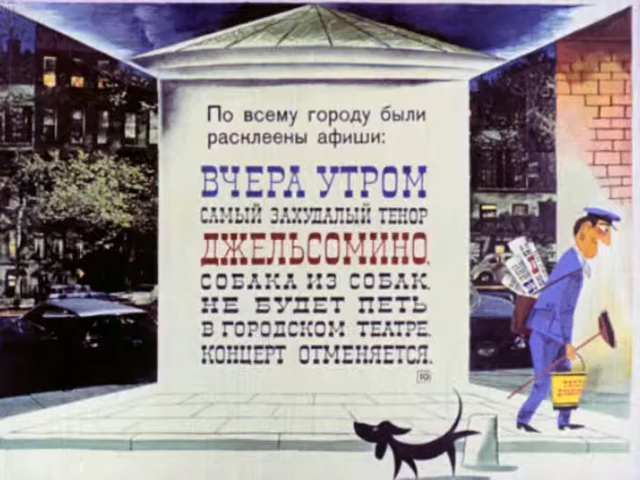 По всему городу были
расклеены афиши:
ВЧЕРА УТРОМ
САМЫЙ ЗАХУДАЛЫЙ ТЕНОР
ДЖЕЛЬСОМИНО,
СОБАКА ИЗ СОБАК,
НЕ БУДЕТ ПЕТЬ
В ГОРОДСКОМ ТЕАТРЕ.
КОНЦЕРТ ОТМЕНЯЕТСЯ.
19